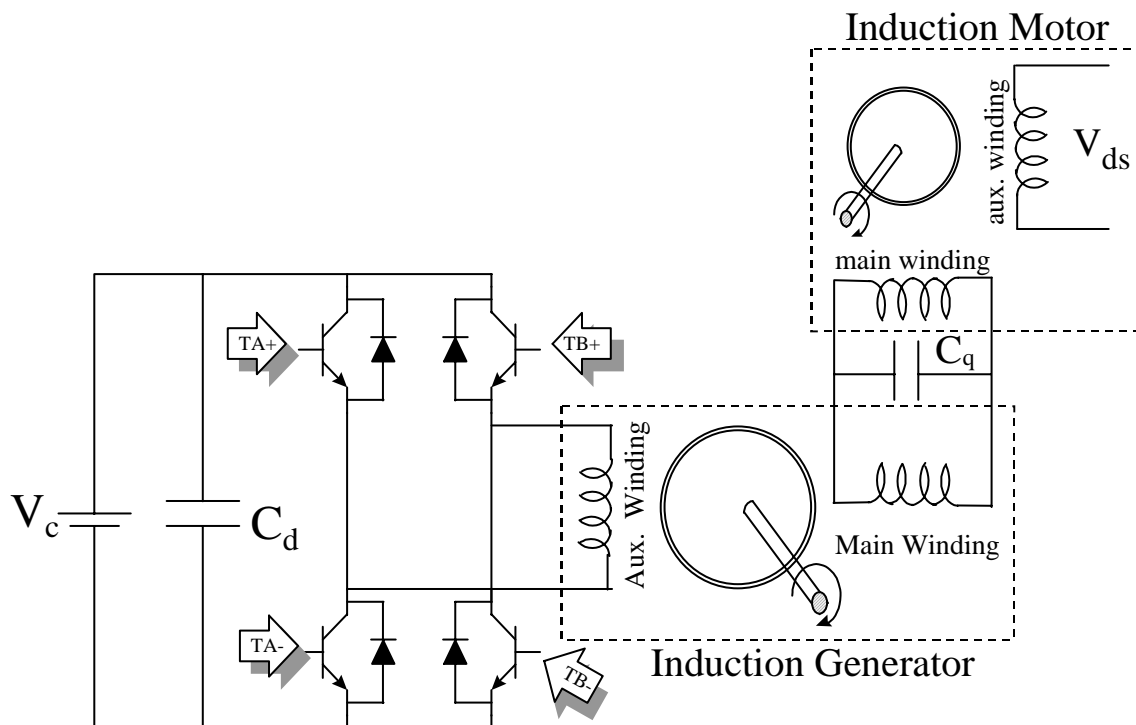 Induction Motor
aux. winding
V ds
main winding
TA+
TB+
C q
V c
C d
Aux. Winding
Main Winding
TA-
TB-
Induction Generator